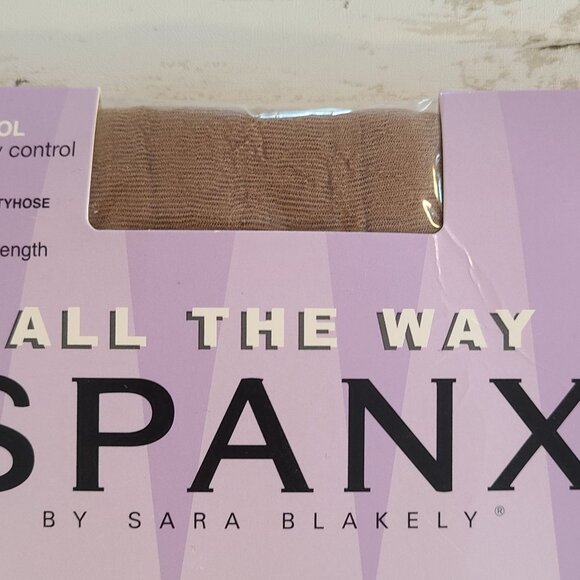 OL
y control
TYHOSE
ength
ALL THE WAY
SPANX
BY SARA BLAKELY®